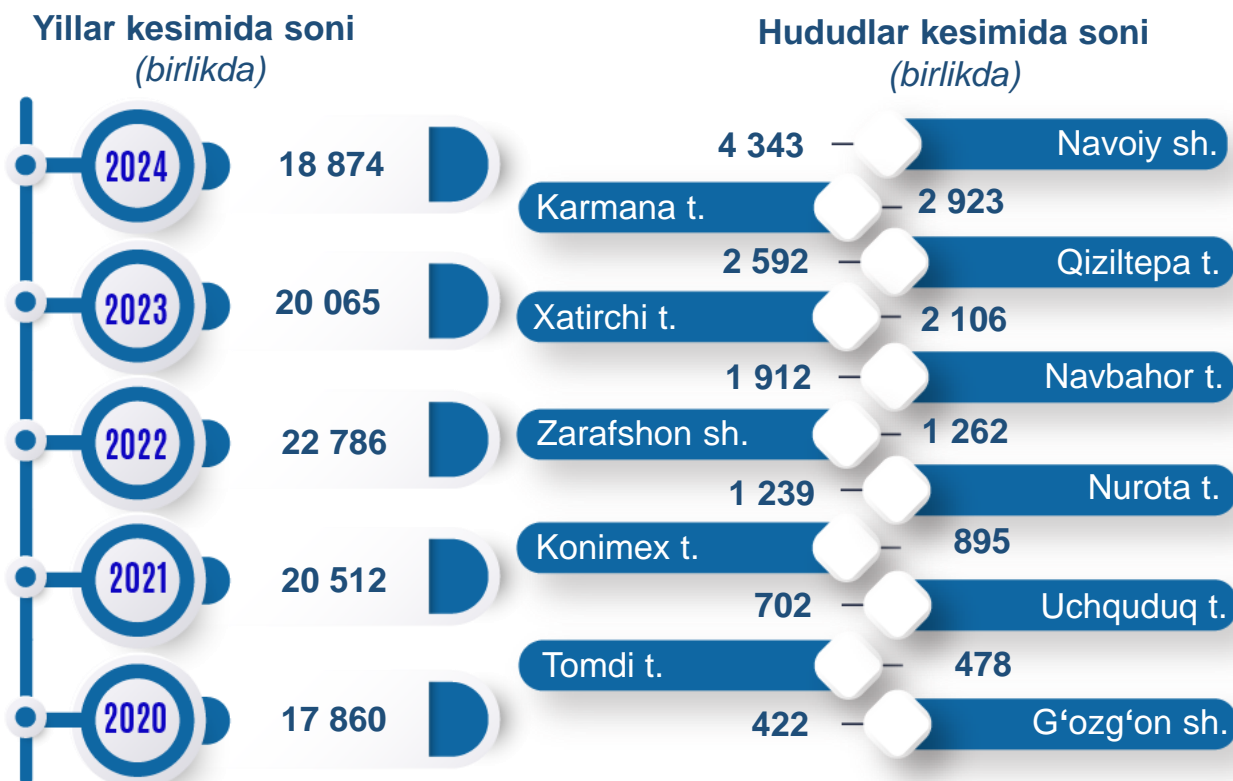 Yillar kesimida soni
(birlikda)
2024
18 874
2023
20 065
2022
22 786
2021
20 512
2020
17 860
Hududlar kesimida soni
(birlikda)
4 343
Navoiy sh.
Karmana t.
2 923
2 592
Qiziltepa t.
Xatirchi t.
2 106
1 912
Navbahor t.
Zarafshon sh.
1 262
1 239
Nurota t.
Konimex t.
895
702
Uchquduq t.
Tomdi t.
478
422
G‘ozg‘on sh.